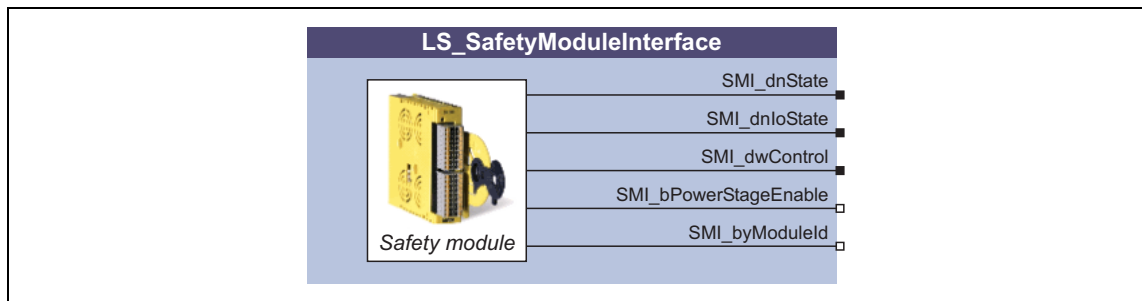 LS_SafetyModuleInterface
SMI_dnState
SMI_dnIoState
SMI_dwControl
SMI_bPowerStageEnable
SMI_byModuleId
Safety module